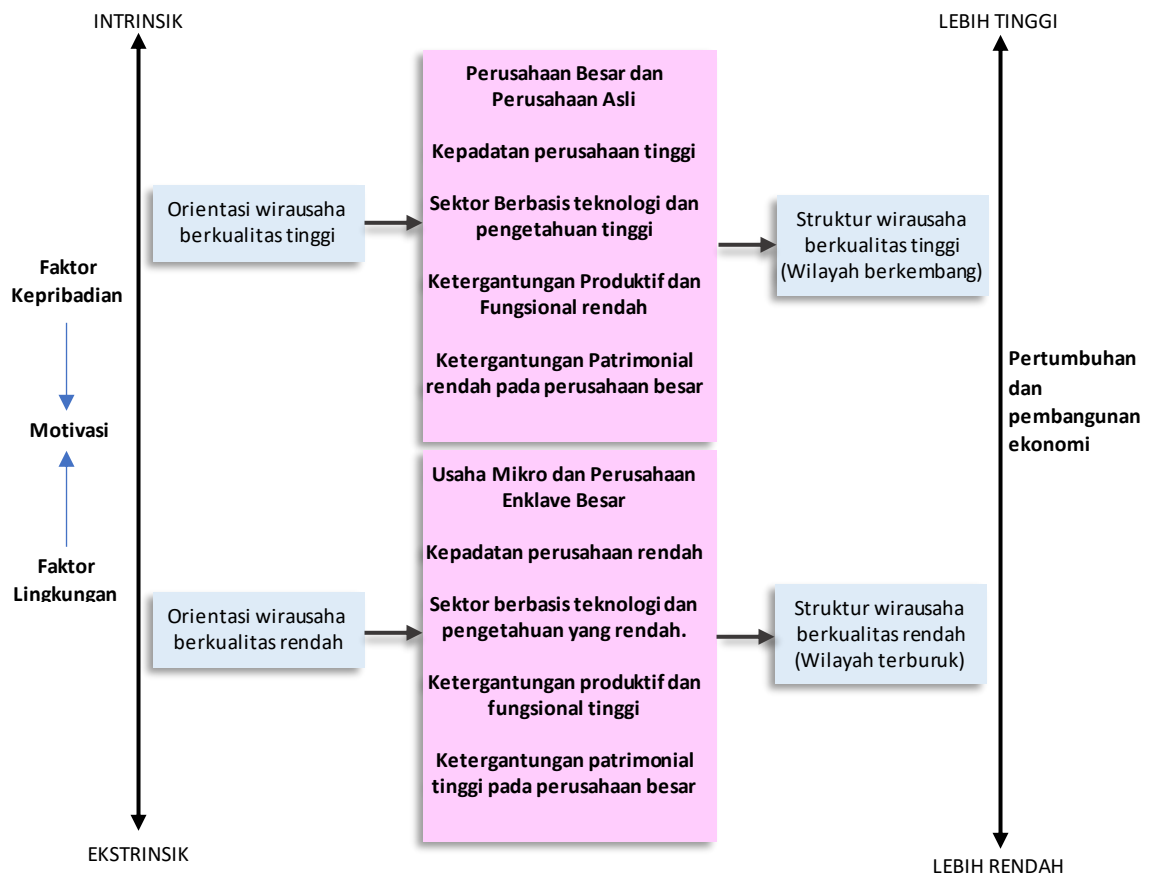 INTRINSIK
LEBIH TINGGI
Perusahaan Besar dan
Perusahaan Asli
Kepadatan perusahaan tinggi
Sektor Berbasis teknologi dan
pengetahuan tinggi
Ketergantungan Produktif dan
Fungsional rendah
Ketergantungan Patrimonial
rendah pada perusahaan besar
Orientasi wirausaha
berkualitas tinggi
Struktur wirausaha
berkualitas tinggi
(Wilayah berkembang)
Faktor
Kepribadian
Motivasi
Faktor
Lingkungan
Pertumbuhan
dan
pembangunan
ekonomi
Usaha Mikro dan Perusahaan
Enklave Besar
Kepadatan perusahaan rendah
Sektor berbasis teknologi dan
pengetahuan yang rendah.
Ketergantungan produktif dan
fungsional tinggi
Ketergantungan patrimonial
tinggi pada perusahaan besar
Orientasi wirausaha
berkualitas rendah
Struktur wirausaha
berkualitas rendah
(Wilayah terburuk)
EKSTRINSIK
LEBIH RENDAH